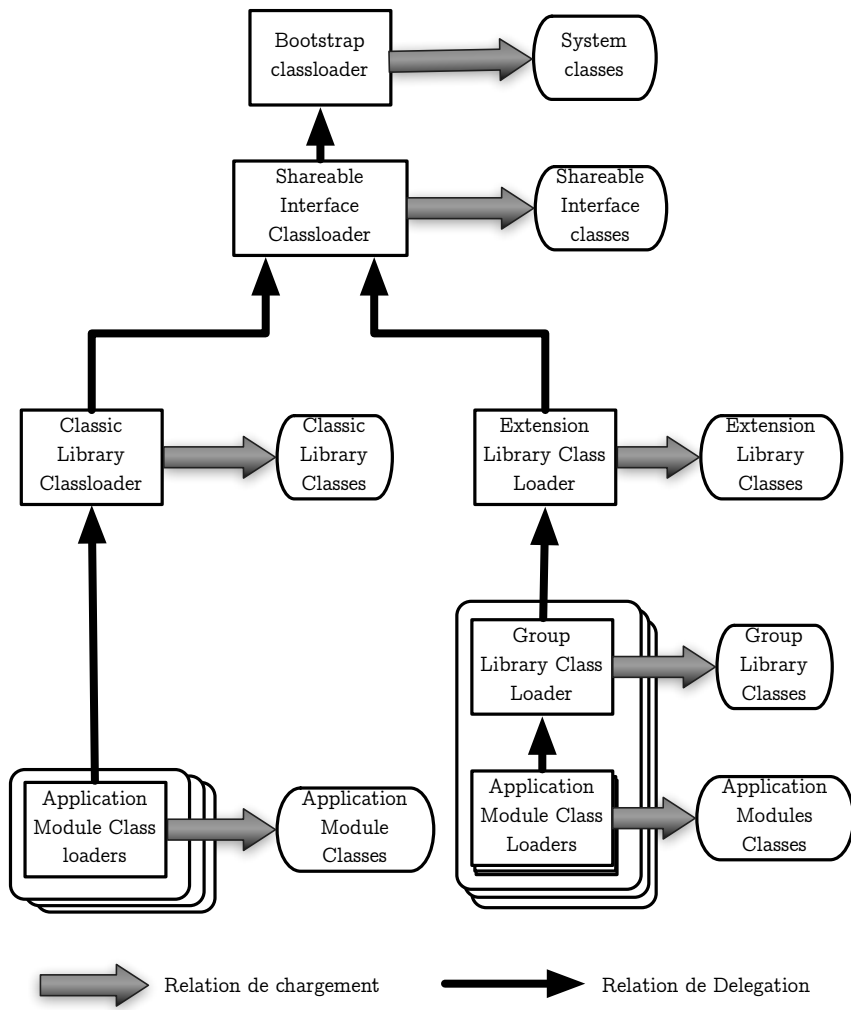 Bootstrap
classloader
System
classes
Shareable
Interface
Classloader
Shareable
Interface
classes
Classic
Library
Classloader
Classic
Library
Classes
Extension
Library Class
Loader
Extension
Library
Classes
Group
Library Class
Loader
Group
Library
Classes
Application
Module Class
loaders
Application
Module
Classes
Application
Module Class
Loaders
Application
Modules
Classes
Relation de chargement
Relation de Delegation